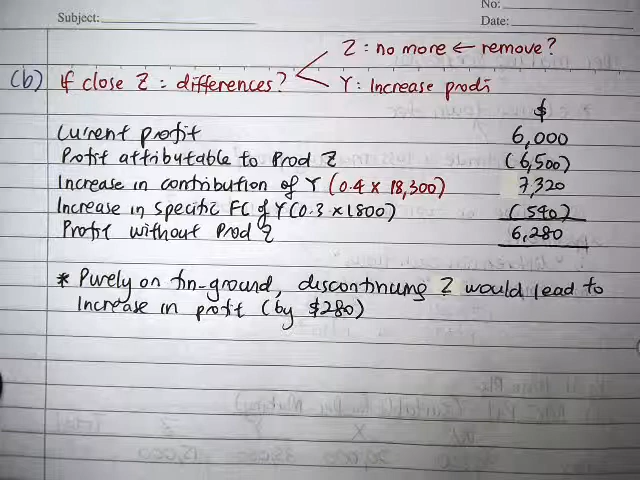 No:
Subject: Date:
Z : no more ← remove?
(b) If close Z : differences?
Y : Increase prodn
$
Current profit 6,000
Profit attributable to Prod Z (6,500)
Increase in contribution of Y (0.4 x 18,300) 7,320
Increase in specific FC of Y (0.3 x 1800) (540)
Profit without Prod Z 6,280
* Purely on fin-ground, discontinuing Z would lead to
Increase in profit (by $280)